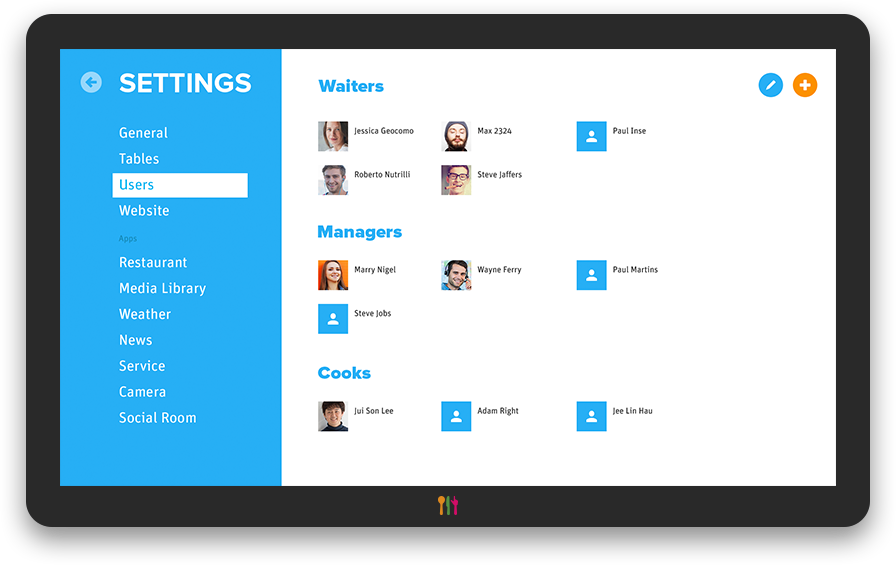 SETTINGS
General
Tables
Users
Website
Apps
Restaurant
Media Library
Weather
News
Service
Camera
Social Room
Waiters
Jessica Geocomo
Max 2324
Paul Inse
Roberto Nutrilli
Steve Jaffers
Managers
Marry Nigel
Wayne Ferry
Paul Martins
Steve Jobs
Cooks
Jui Son Lee
Adam Right
Jee Lin Hau